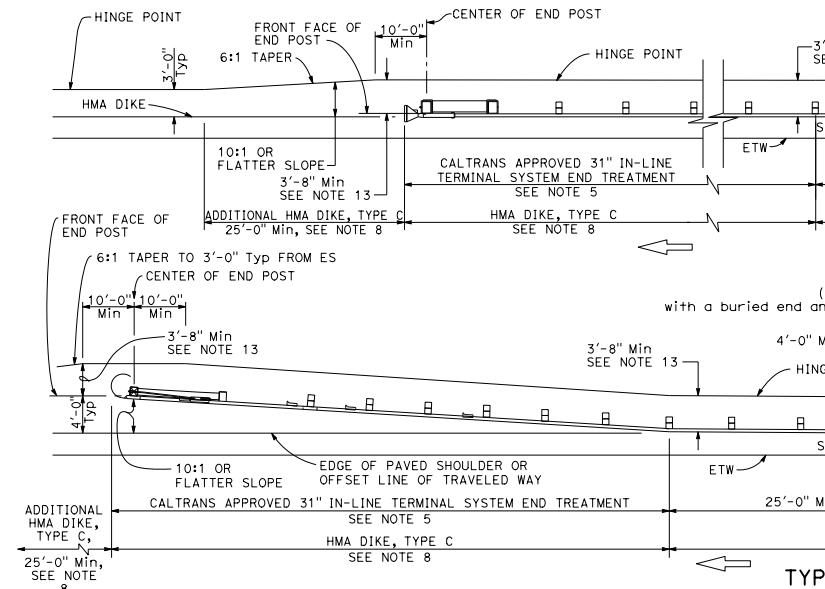 HINGE POINT
3'-0"
Typ
6:1 TAPER
FRONT FACE OF
END POST
10'-0"
Min
CENTER OF END POST
HINGE POINT
HMA DIKE
10:1 OR
FLATTER SLOPE
3'-8" Min
SEE NOTE 13
CALTRANS APPROVED 31" IN-LINE
TERMINAL SYSTEM END TREATMENT
SEE NOTE 5
ETW
ADDITIONAL HMA DIKE, TYPE C
25'-0" Min, SEE NOTE 8
HMA DIKE, TYPE C
SEE NOTE 8
FRONT FACE OF
END POST
6:1 TAPER TO 3'-0" Typ FROM ES
CENTER OF END POST
10'-0"
Min
10'-0"
Min
3'-8" Min
SEE NOTE 13
with a buried end an
4'-0" M
3'-8" Min
SEE NOTE 13
HING
4'-0"
Typ
10:1 OR
FLATTER SLOPE
EDGE OF PAVED SHOULDER OR
OFFSET LINE OF TRAVELED WAY
ETW
ADDITIONAL
HMA DIKE,
TYPE C,
25'-0" Min,
SEE NOTE
8
CALTRANS APPROVED 31" IN-LINE TERMINAL SYSTEM END TREATMENT
SEE NOTE 5
25'-0" M
HMA DIKE, TYPE C
SEE NOTE 8
TYP